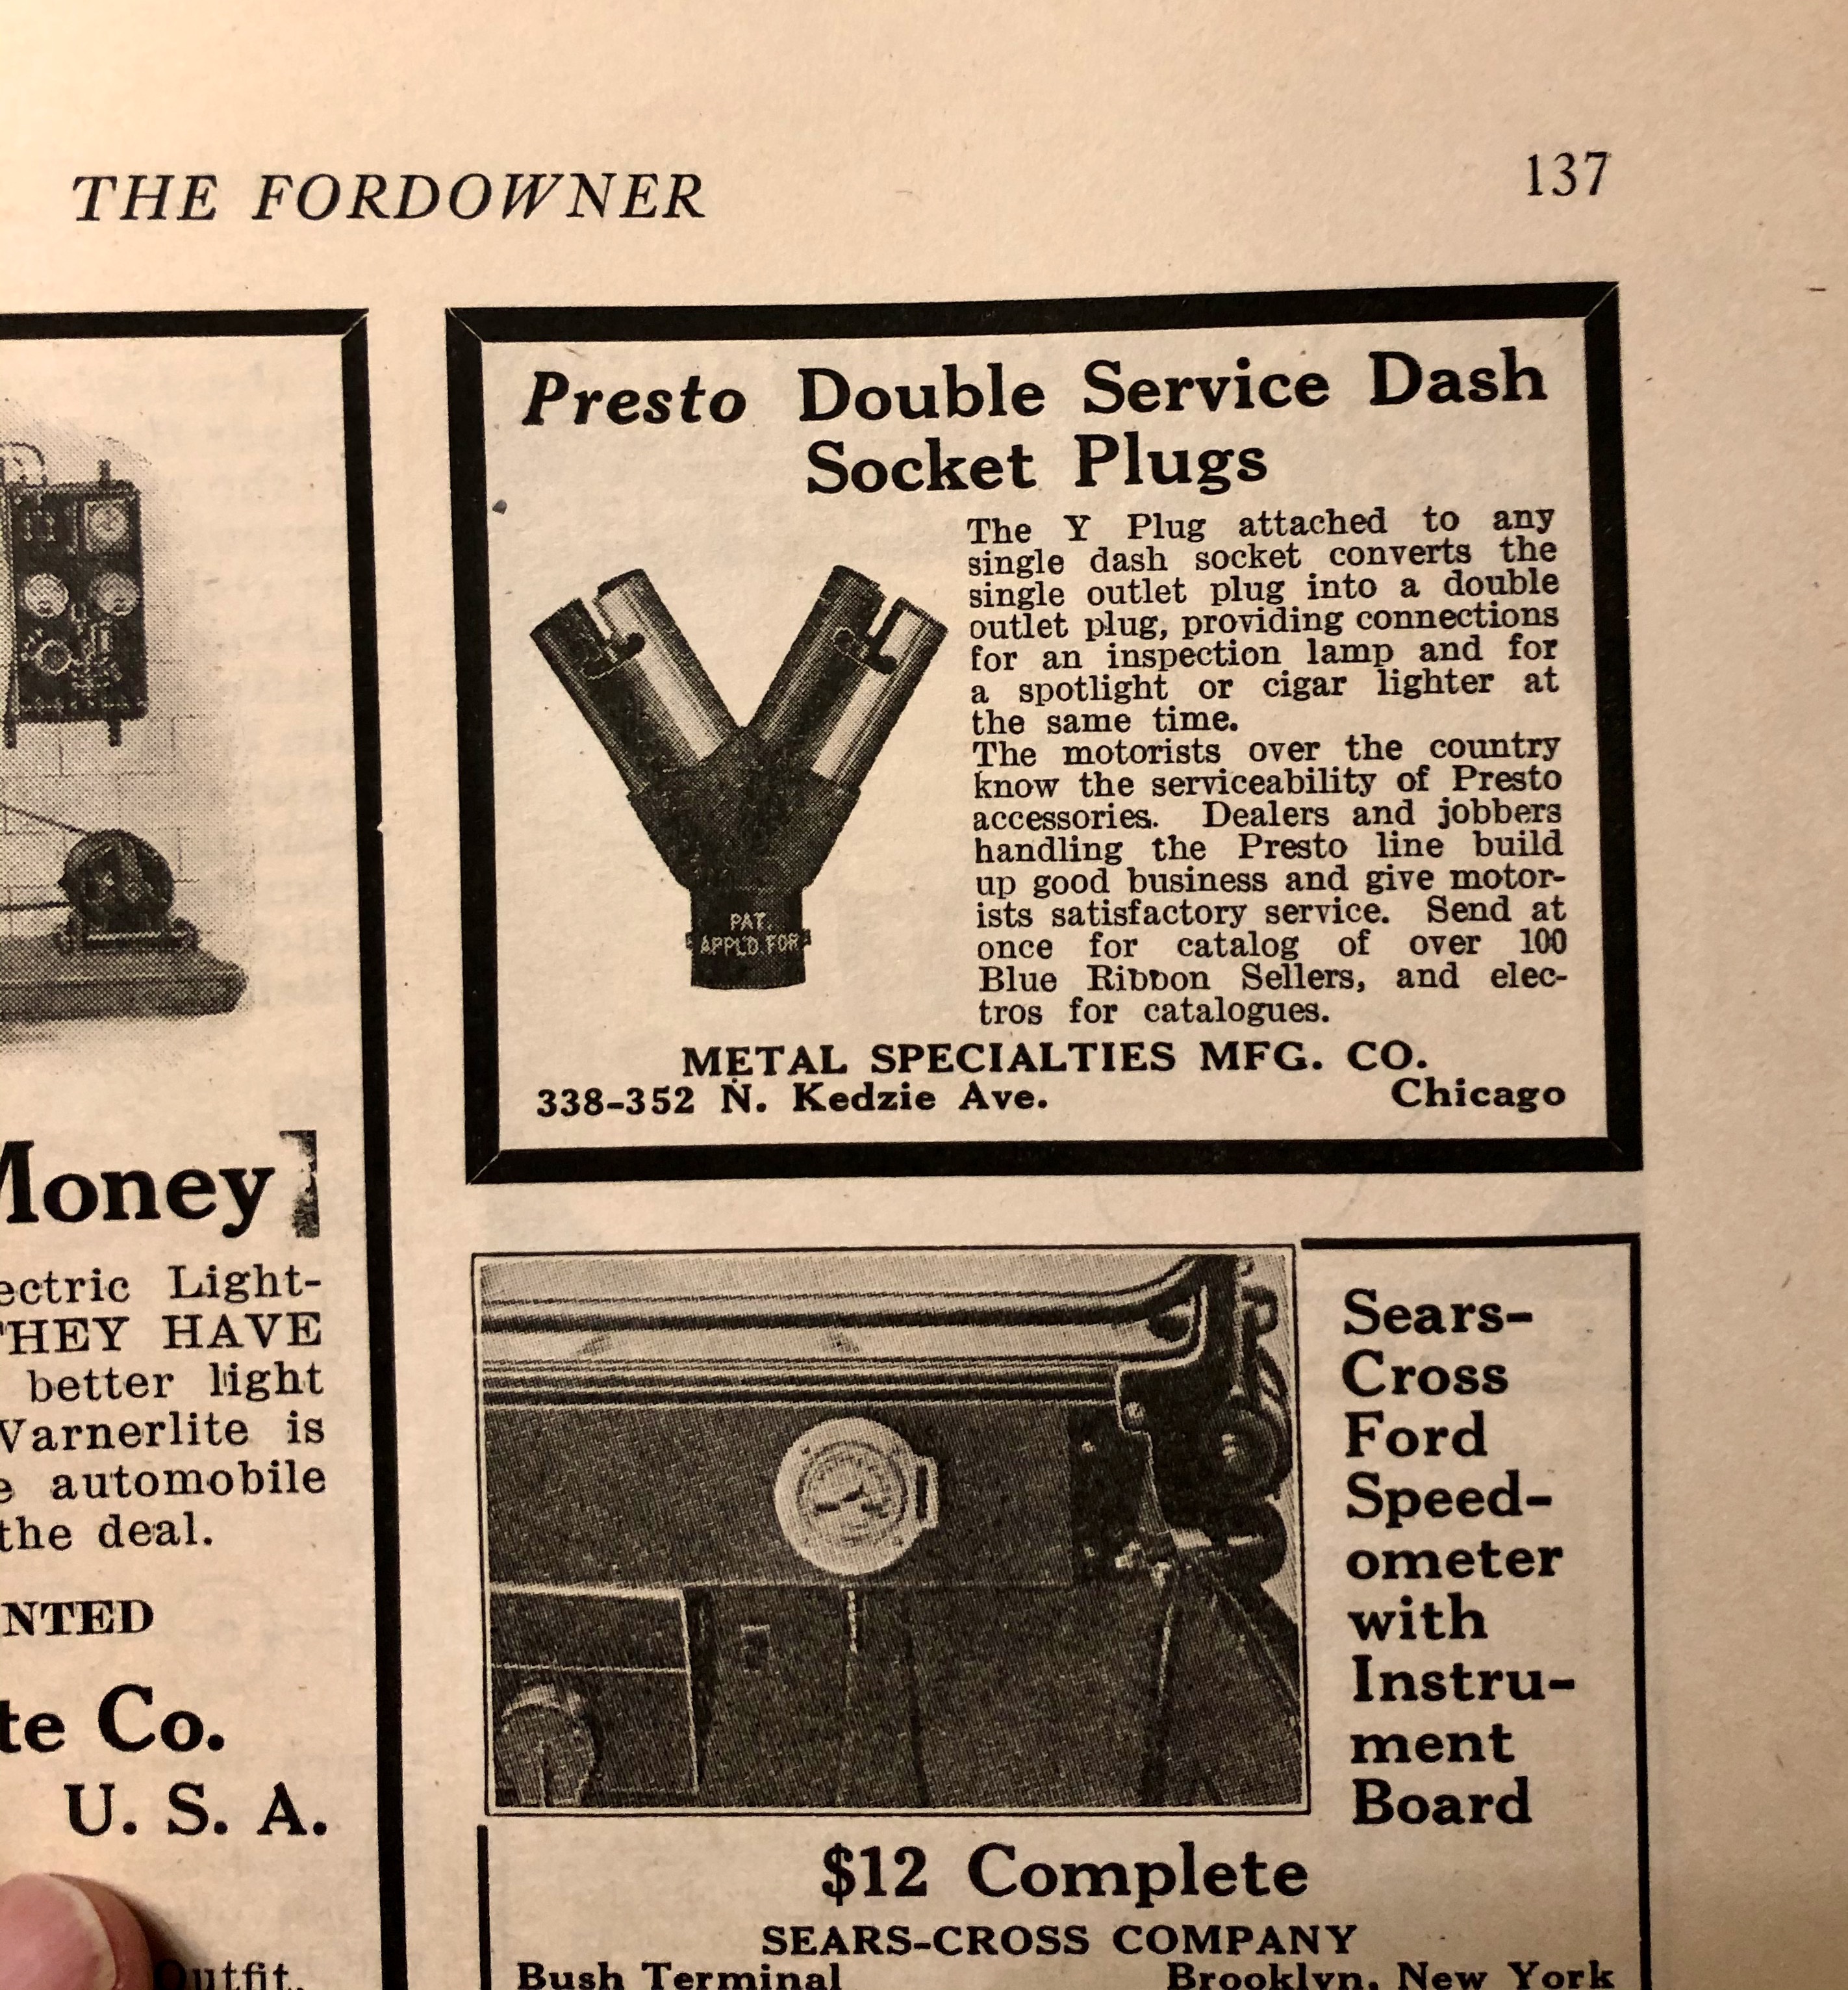 THE FORDOWNER
137
Money
ectric Light-
THEY HAVE
better light
Varnerlite is
automobile
the deal.
NTED
te Co.
U. S. A.
Outfit.
Presto Double Service Dash
Socket Plugs
PAT.
APPL'D. FOR
The Y Plug attached to any
single dash socket converts the
single outlet plug into a double
outlet plug, providing connections
for an inspection lamp and for
a spotlight or cigar lighter at
the same time.
The motorists over the country
know the serviceability of Presto
accessories. Dealers and jobbers
handling the Presto line build
up good business and give motor-
ists satisfactory service. Send at
once for catalog of over 100
Blue Ribbon Sellers, and elec-
tros for catalogues.
METAL SPECIALTIES MFG. CO.
338-352 N. Kedzie Ave. Chicago
Sears-
Cross
Ford
Speed-
ometer
with
Instru-
ment
Board
$12 Complete
SEARS-CROSS COMPANY
Bush Terminal Brooklyn, New York